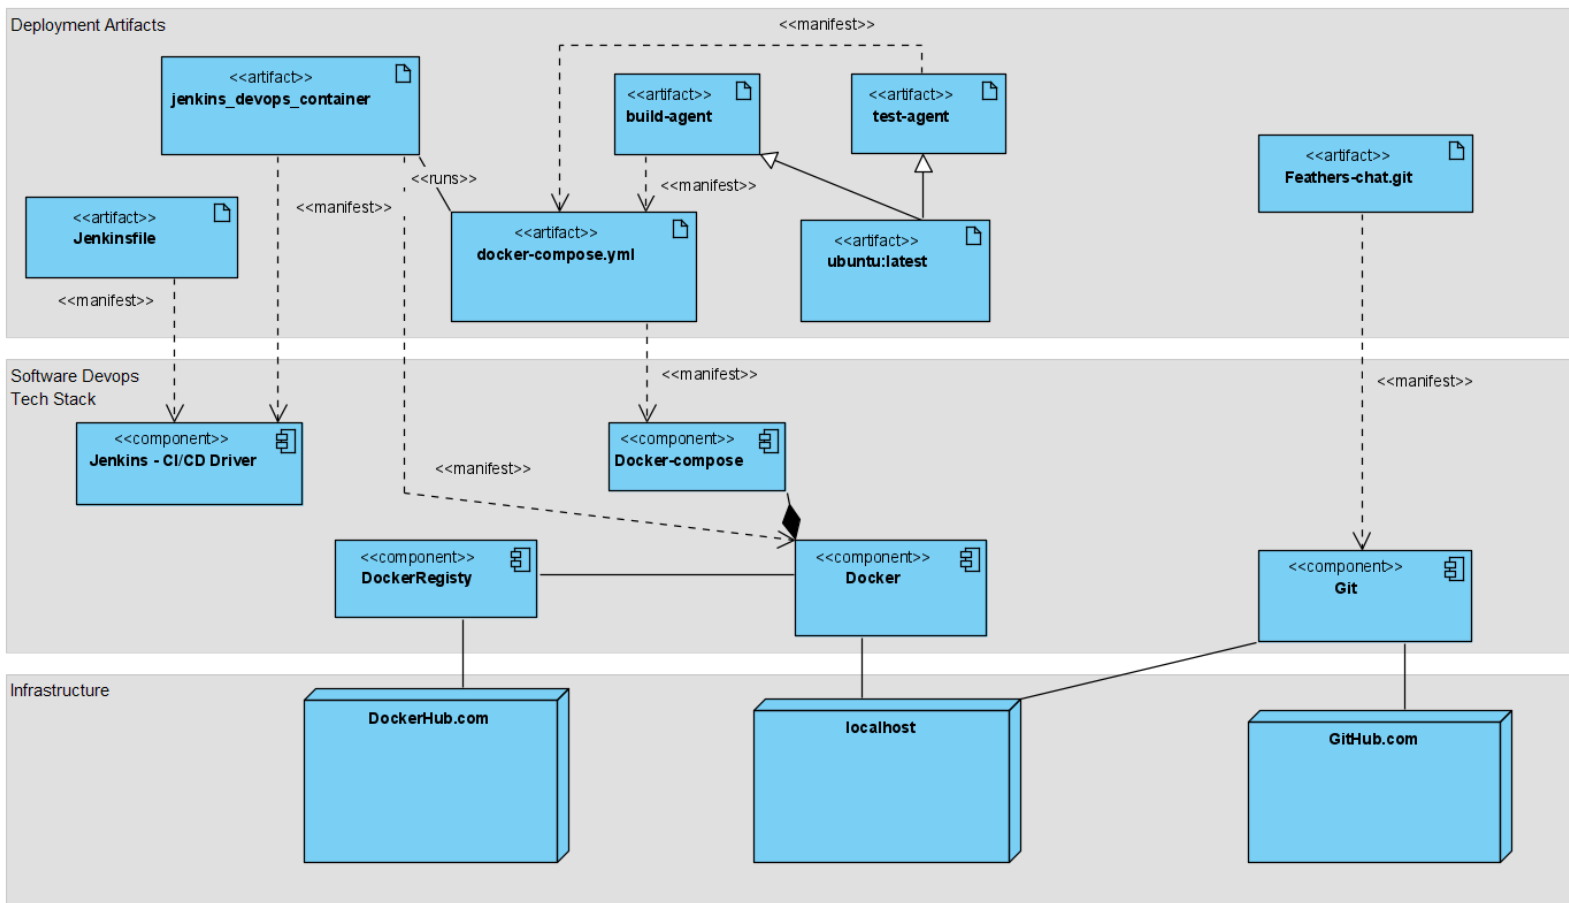 Deployment Artifacts
<<manifest>>
<<artifact>>
jenkins_devops_container
<<artifact>>
build-agent
<<artifact>>
test-agent
<<artifact>>
Feathers-chat.git
<<runs>>
<<manifest>>
<<manifest>>
<<artifact>>
Jenkinsfile
<<artifact>>
docker-compose.yml
<<artifact>>
ubuntu:latest
<<manifest>>
Software Devops
Tech Stack
<<manifest>>
<<manifest>>
<<component>>
Jenkins - CI/CD Driver
<<component>>
Docker-compose
<<manifest>>
<<component>>
DockerRegisty
<<component>>
Docker
<<component>>
Git
Infrastructure
DockerHub.com
localhost
GitHub.com